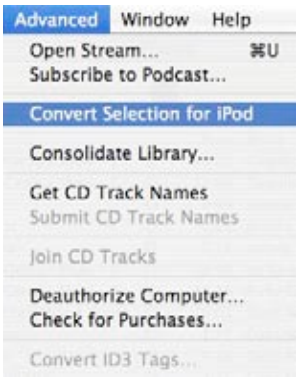 Advanced Window Help
Open Stream... ⌘U
Subscribe to Podcast...
Convert Selection for iPod
Consolidate Library...
Get CD Track Names
Submit CD Track Names
Join CD Tracks
Deauthorize Computer...
Check for Purchases...
Convert ID3 Tags...